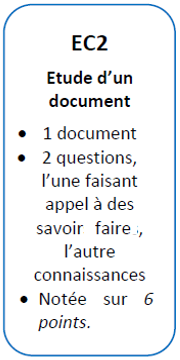 EC2
Etude d'un
document
• 1 document
• 2 questions,
l'une faisant
appel à des
savoir faire.,
l'autre
connaissances
• Notée sur 6
points.